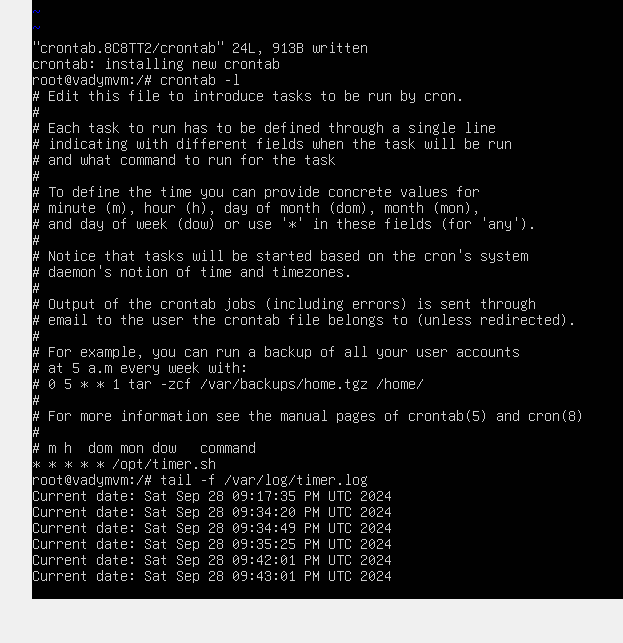 ~
~
"crontab.8C8TT2/crontab" 24L, 913B written
crontab: installing new crontab
root@vadymvm:/# crontab -l
# Edit this file to introduce tasks to be run by cron.
#
# Each task to run has to be defined through a single line
# indicating with different fields when the task will be run
# and what command to run for the task
#
# To define the time you can provide concrete values for
# minute (m), hour (h), day of month (dom), month (mon),
# and day of week (dow) or use '*' in these fields (for 'any').
#
# Notice that tasks will be started based on the cron's system
# daemon's notion of time and timezones.
#
# Output of the crontab jobs (including errors) is sent through
# email to the user the crontab file belongs to (unless redirected).
#
# For example, you can run a backup of all your user accounts
# at 5 a.m every week with:
# 0 5 * * 1 tar -zcf /var/backups/home.tgz /home/
#
# For more information see the manual pages of crontab(5) and cron(8)
#
# m h  dom mon dow   command
* * * * * /opt/timer.sh
root@vadymvm:/# tail -f /var/log/timer.log
Current date: Sat Sep 28 09:17:35 PM UTC 2024
Current date: Sat Sep 28 09:34:20 PM UTC 2024
Current date: Sat Sep 28 09:34:49 PM UTC 2024
Current date: Sat Sep 28 09:35:25 PM UTC 2024
Current date: Sat Sep 28 09:42:01 PM UTC 2024
Current date: Sat Sep 28 09:43:01 PM UTC 2024